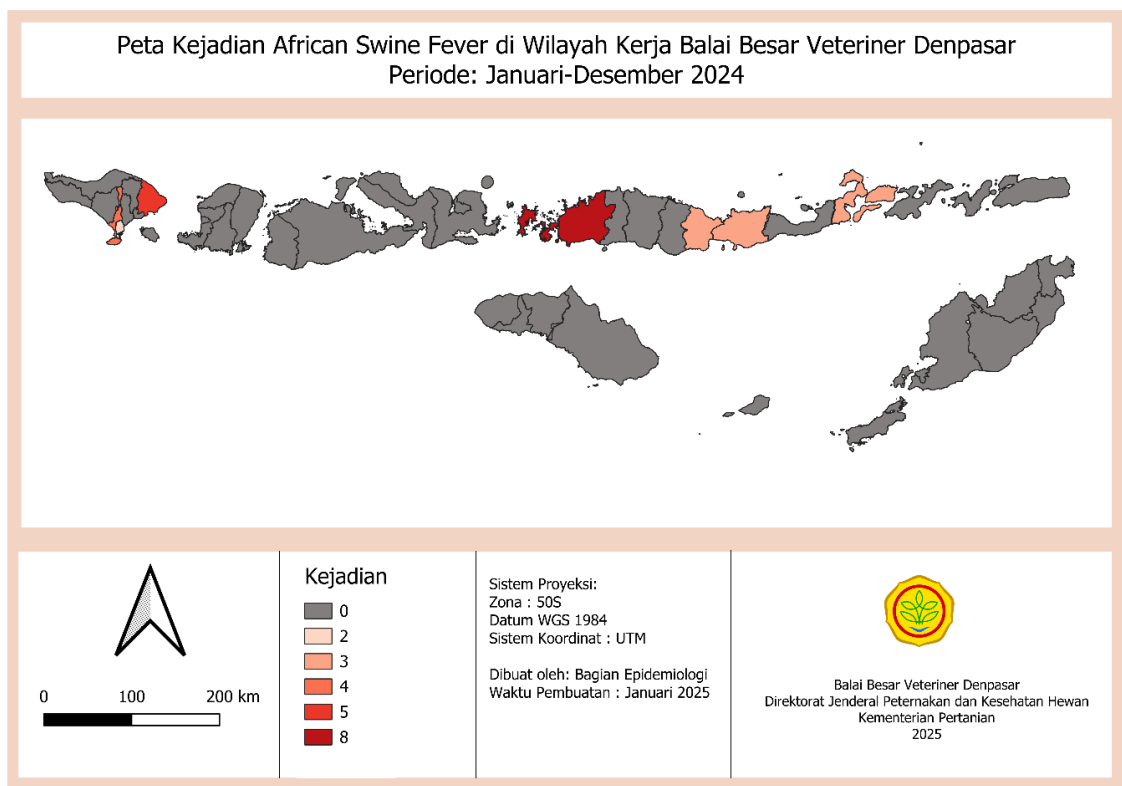 Peta Kejadian African Swine Fever di Wilayah Kerja Balai Besar Veteriner Denpasar
Periode: Januari-Desember 2024
0 100 200 km
Kejadian
0
2
3
4
5
8
Sistem Proyeksi:
Zona : 50S
Datum WGS 1984
Sistem Koordinat : UTM
Dibuat oleh: Bagian Epidemiologi
Waktu Pembuatan : Januari 2025
Balai Besar Veteriner Denpasar
Direktorat Jenderal Peternakan dan Kesehatan Hewan
Kementerian Pertanian
2025